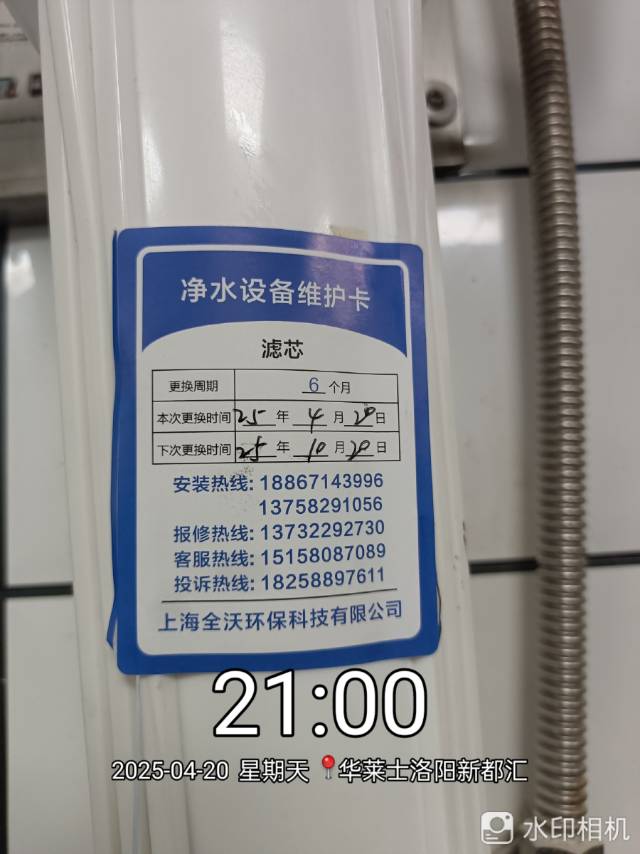 净水设备维护卡
滤芯
更换周期 6 个月
本次更换时间 25 年 4 月 20 日
下次更换时间 25 年 10 月 20 日
安装热线: 18867143996
13758291056
报修热线: 13732292730
客服热线: 15158087089
投诉热线: 18258897611
上海全沃环保科技有限公司
21:00
2025-04-20 星期天 华莱士洛阳新都汇
水印相机